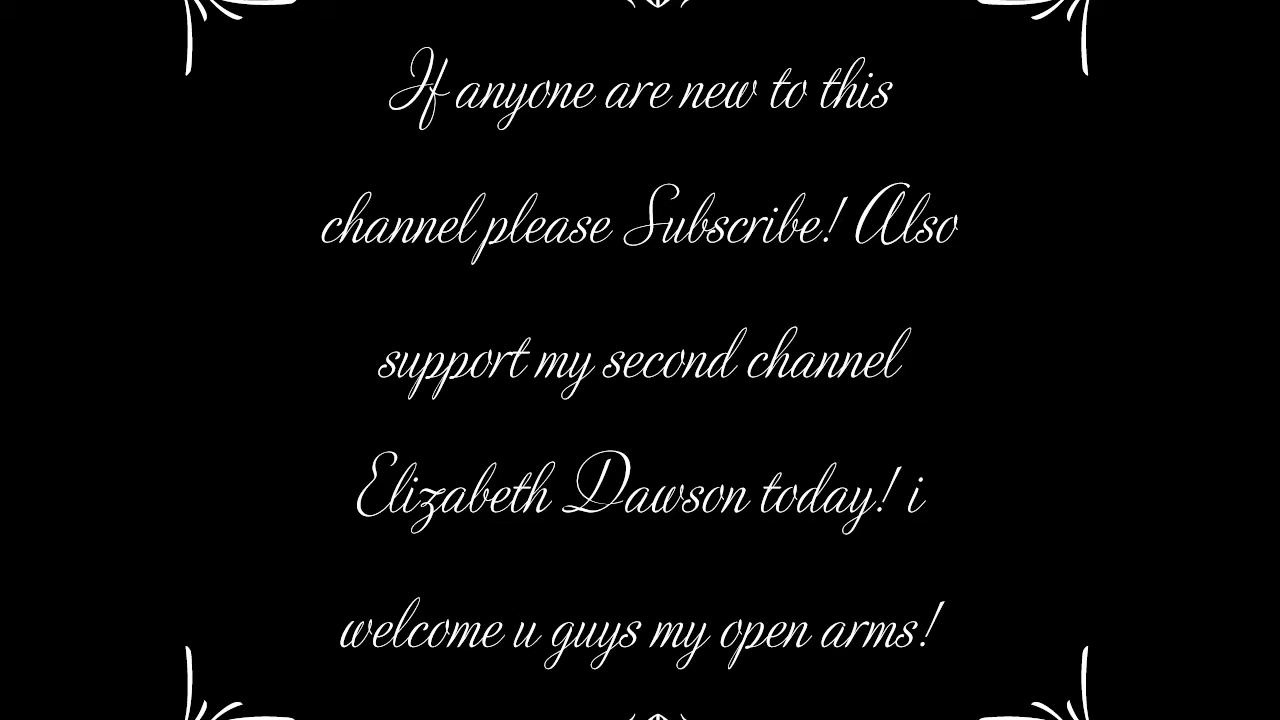 If anyone are new to this
channel please Subscribe! Also
support my second channel
Elizabeth Dawson today! i
welcome u guys my open arms!